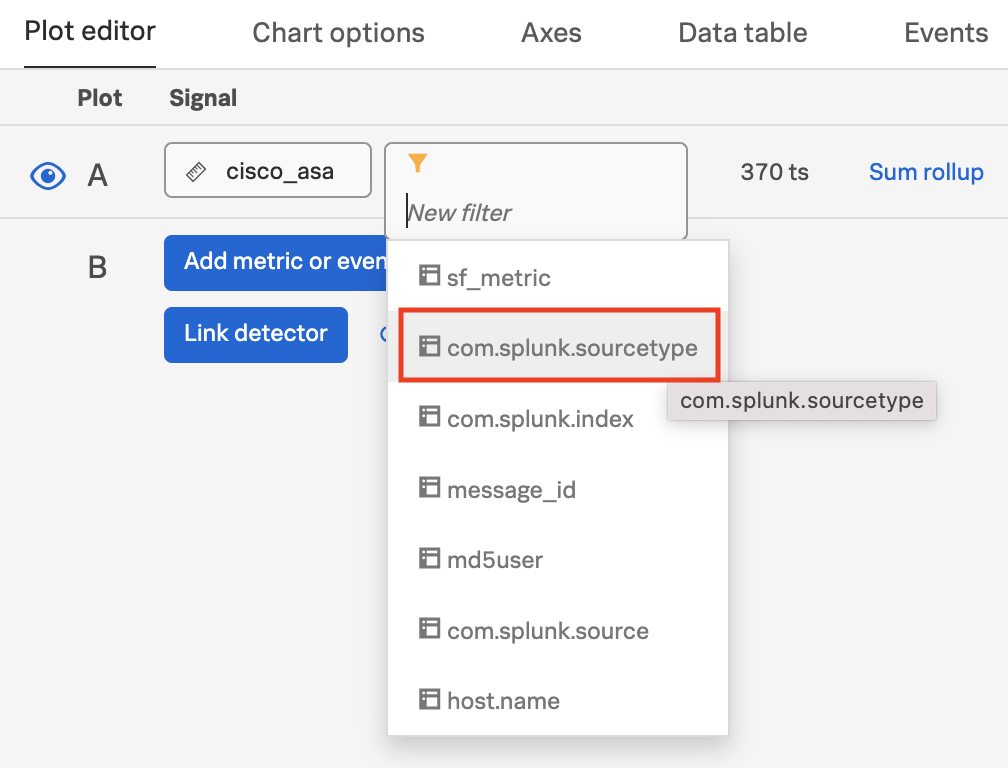 Plot editor Chart options Axes Data table Events
Plot Signal
A cisco_asa 370 ts Sum rollup
New filter
B Add metric or even
Link detector
sf_metric
com.splunk.sourcetype
com.splunk.sourcetype
com.splunk.index
message_id
md5user
com.splunk.source
host.name